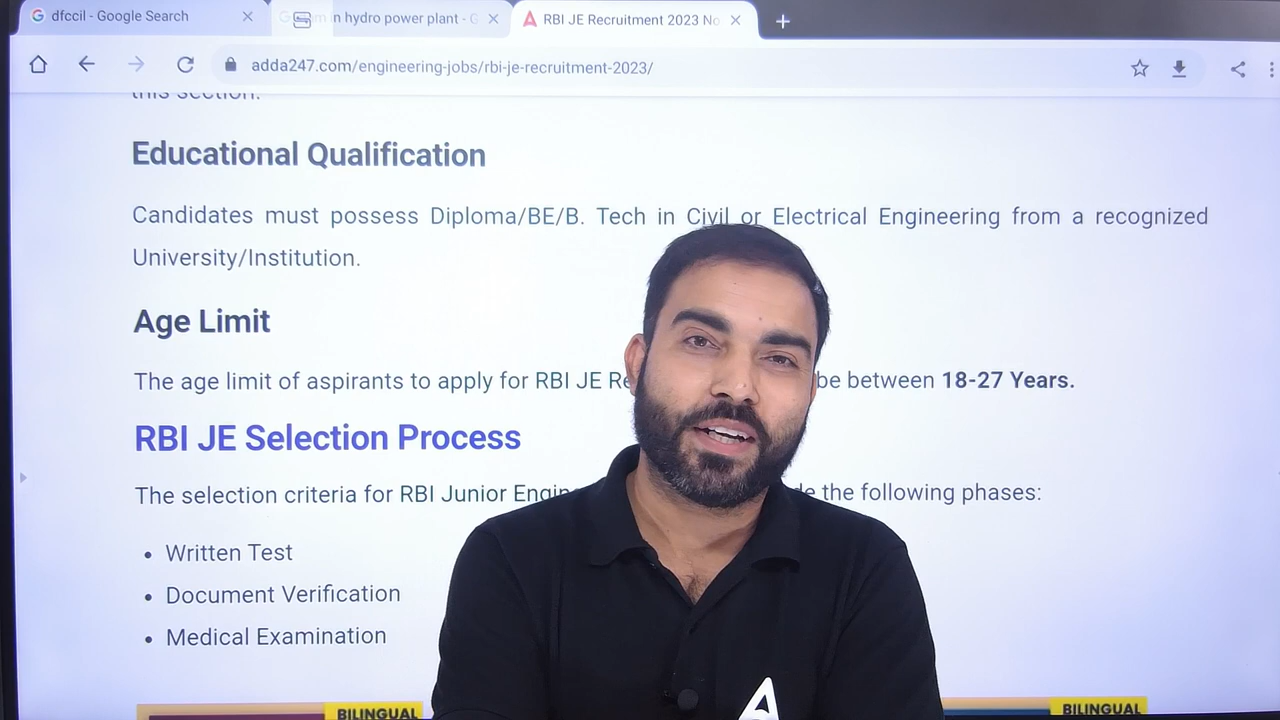 dfccil - Google Search
in hydro power plant - G
RBI JE Recruitment 2023 No
adda247.com/engineering-jobs/rbi-je-recruitment-2023/
this section.
Educational Qualification
Candidates must possess Diploma/BE/B. Tech in Civil or Electrical Engineering from a recognized
University/Institution.
Age Limit
The age limit of aspirants to apply for RBI JE be between 18-27 Years.
RBI JE Selection Process
The selection criteria for RBI Junior the following phases:
• Written Test
• Document Verification
• Medical Examination
BILINGUAL
BILINGUAL